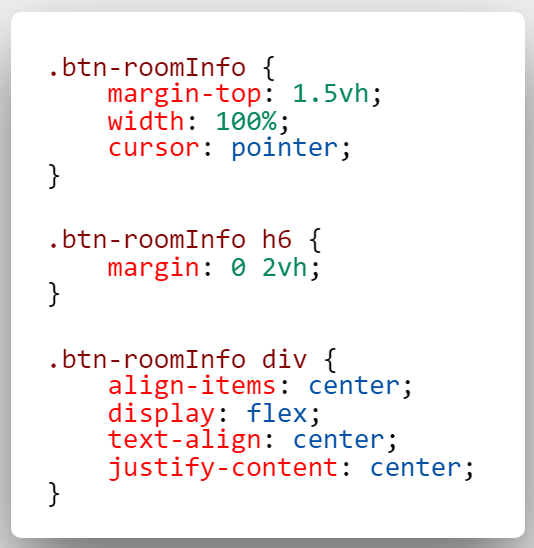 .btn-roomInfo {
    margin-top: 1.5vh;
    width: 100%;
    cursor: pointer;
}

.btn-roomInfo h6 {
    margin: 0 2vh;
}

.btn-roomInfo div {
    align-items: center;
    display: flex;
    text-align: center;
    justify-content: center;
}